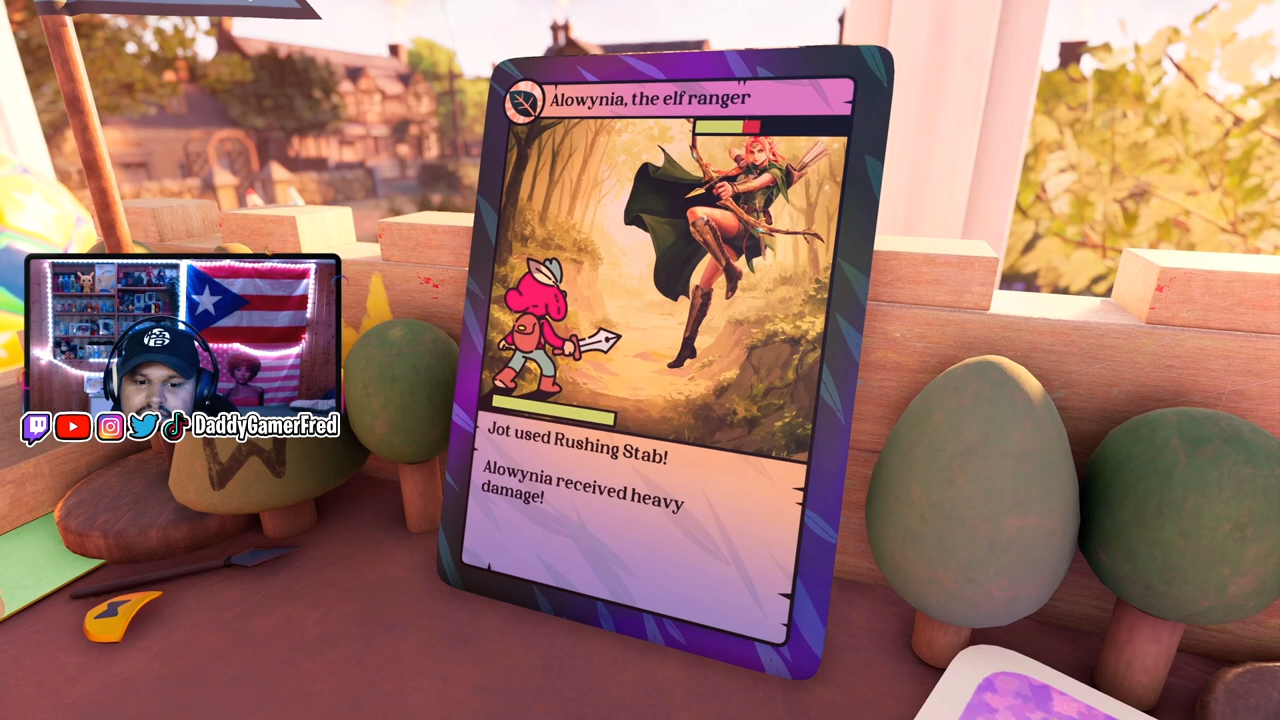 Alowynia, the elf ranger
Jot used Rushing Stab!
Alowynia received heavy
damage!
DaddyGamerFred